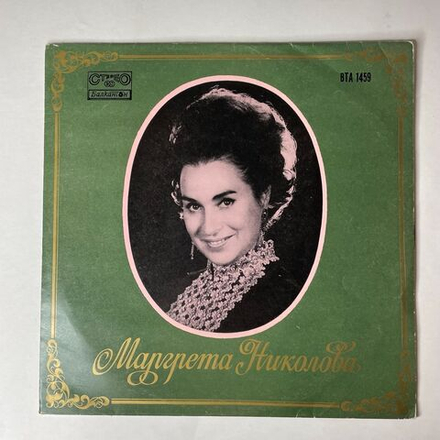 СТЕРЕО
Балкантон
ВТА 1459
Маргрета Николова